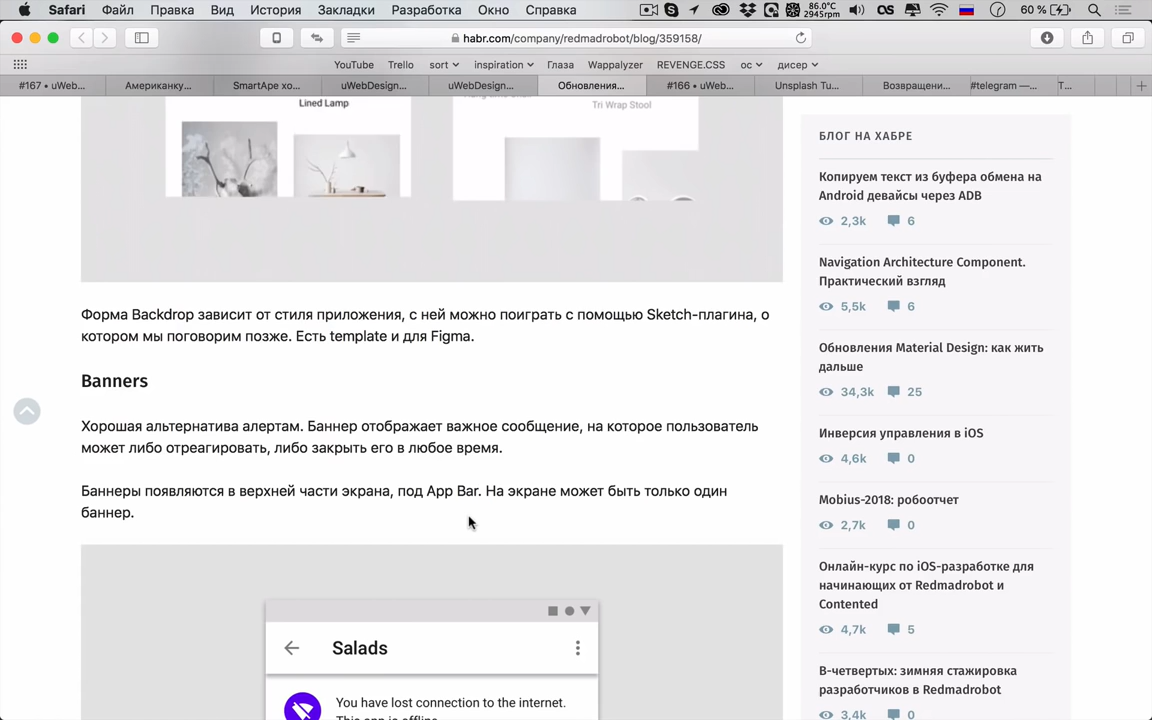 Safari Файл Правка Вид История Закладки Разработка Окно Справка
86.0°C
2945rpm
60 %
habr.com/company/redmadrobot/blog/359158/
YouTube Trello sort inspiration Глаза Wappalyzer REVENGE.CSS ос дисер
#167 • uWeb... Американку... SmartApe хо... uWebDesign... uWebDesign... Обновления... #166 • uWeb... Unsplash Tu... Возвращени... #telegram —... T...
Lined Lamp
Tri Wrap Stool
Форма Backdrop зависит от стиля приложения, с ней можно поиграть с помощью Sketch-плагина, о
котором мы поговорим позже. Есть template и для Figma.
Banners
Хорошая альтернатива алертам. Баннер отображает важное сообщение, на которое пользователь
может либо отреагировать, либо закрыть его в любое время.
Баннеры появляются в верхней части экрана, под App Bar. На экране может быть только один
баннер.
Salads
You have lost connection to the internet.
This app is offline
БЛОГ НА ХАБРЕ
Копируем текст из буфера обмена на
Android девайсы через ADB
2,3k 6
Navigation Architecture Component.
Практический взгляд
5,5k 6
Обновления Material Design: как жить
дальше
34,3k 25
Инверсия управления в iOS
4,6k 0
Mobius-2018: робоотчет
2,7k 0
Онлайн-курс по iOS-разработке для
начинающих от Redmadrobot и
Contented
4,7k 5
В-четвертых: зимняя стажировка
разработчиков в Redmadrobot
3,4k 0